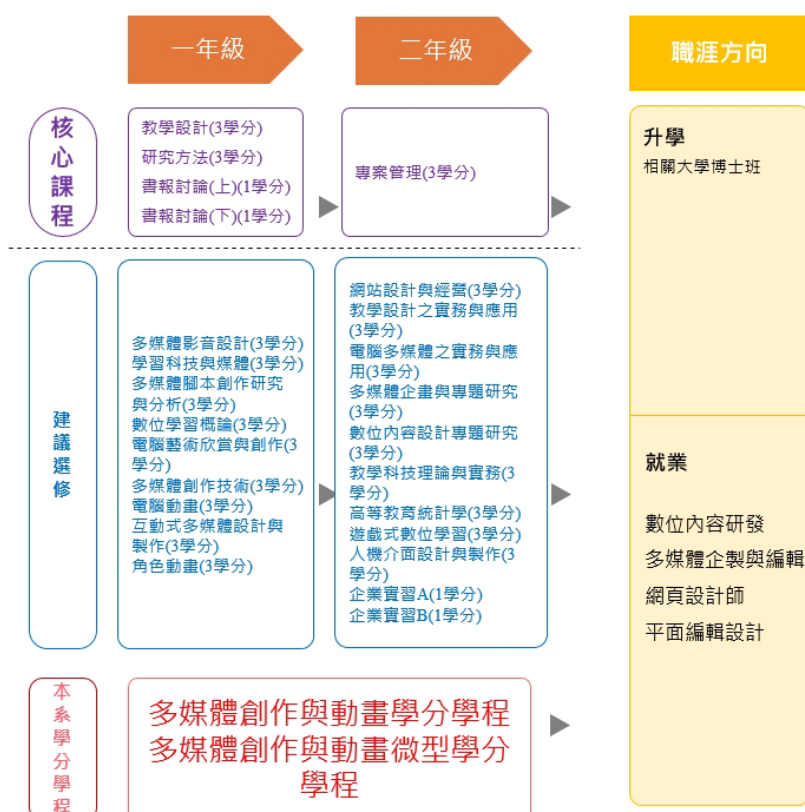 一年級
二年級
職涯方向
核心課程
教學設計(3學分)
研究方法(3學分)
書報討論(上)(1學分)
書報討論(下)(1學分)
專案管理(3學分)
升學
相關大學博士班
建議選修
多媒體影音設計(3學分)
學習科技與媒體(3學分)
多媒體腳本創作研究
與分析(3學分)
數位學習概論(3學分)
電腦藝術欣賞與創作(3
學分)
多媒體創作技術(3學分)
電腦動畫(3學分)
互動式多媒體設計與
製作(3學分)
角色動畫(3學分)
網站設計與經營(3學分)
教學設計之實務與應用
(3學分)
電腦多媒體之實務與應
用(3學分)
多媒體企畫與專題研究
(3學分)
數位內容設計專題研究
(3學分)
教學科技理論與實務(3
學分)
高等教育統計學(3學分)
遊戲式數位學習(3學分)
人機介面設計與製作(3
學分)
企業實習A(1學分)
企業實習B(1學分)
就業
數位內容研發
多媒體企製與編輯
網頁設計師
平面編輯設計
本系學分學程
多媒體創作與動畫學分學程
多媒體創作與動畫微型學分
學程